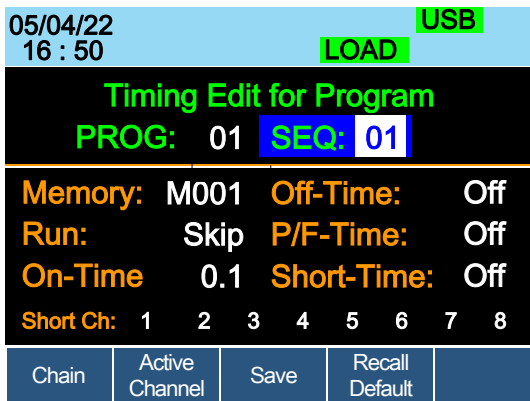 05/04/22 USB
16 : 50 LOAD
Timing Edit for Program
PROG: 01 SEQ: 01
Memory: M001 Off-Time: Off
Run: Skip P/F-Time: Off
On-Time 0.1 Short-Time: Off
Short Ch: 1 2 3 4 5 6 7 8
Chain Active Channel Save Recall Default